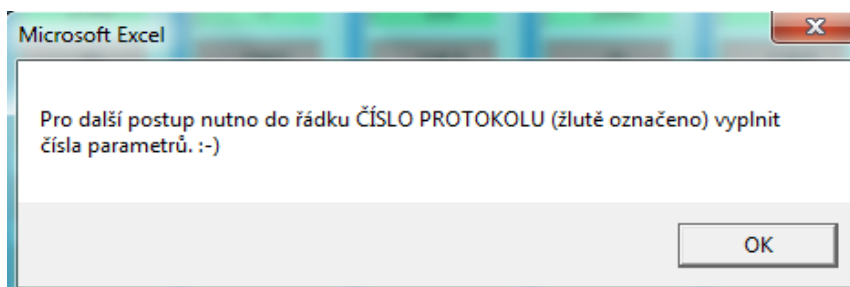 Microsoft Excel
Pro další postup nutno do řádku ČÍSLO PROTOKOLU (žlutě označeno) vyplnit
čísla parametrů. :-)
OK